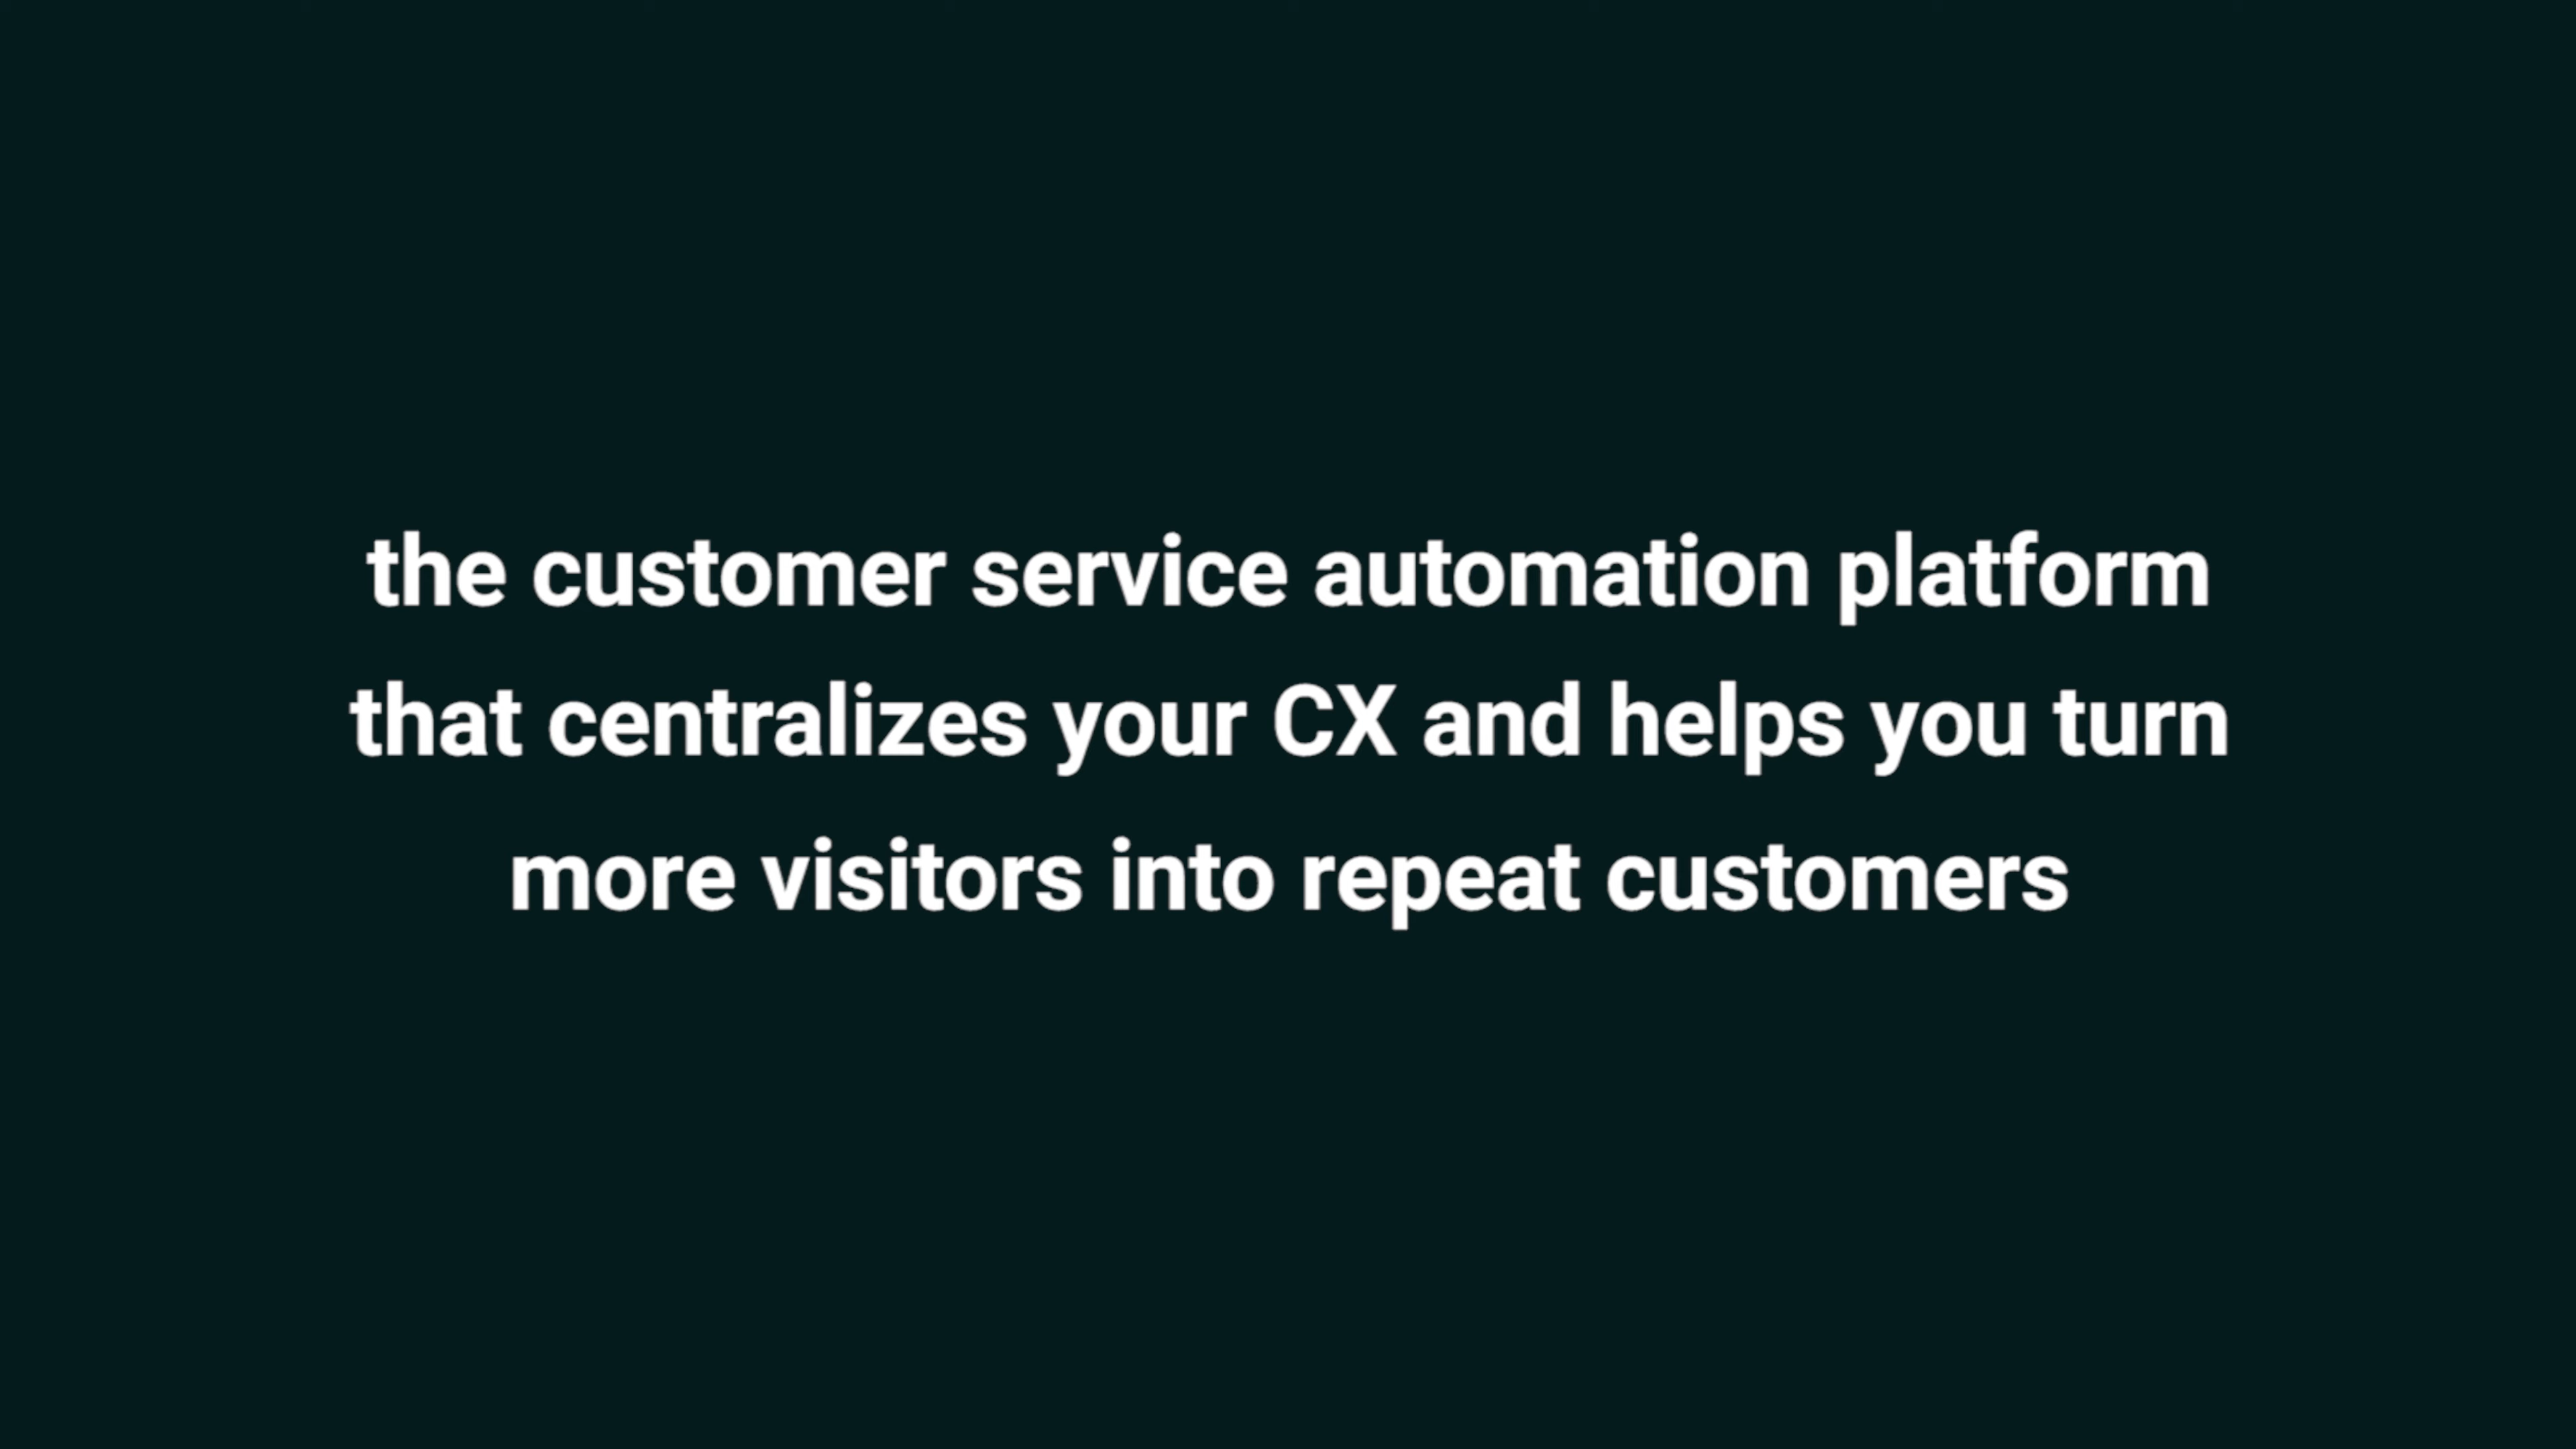 the customer service automation platform
that centralizes your CX and helps you turn
more visitors into repeat customers